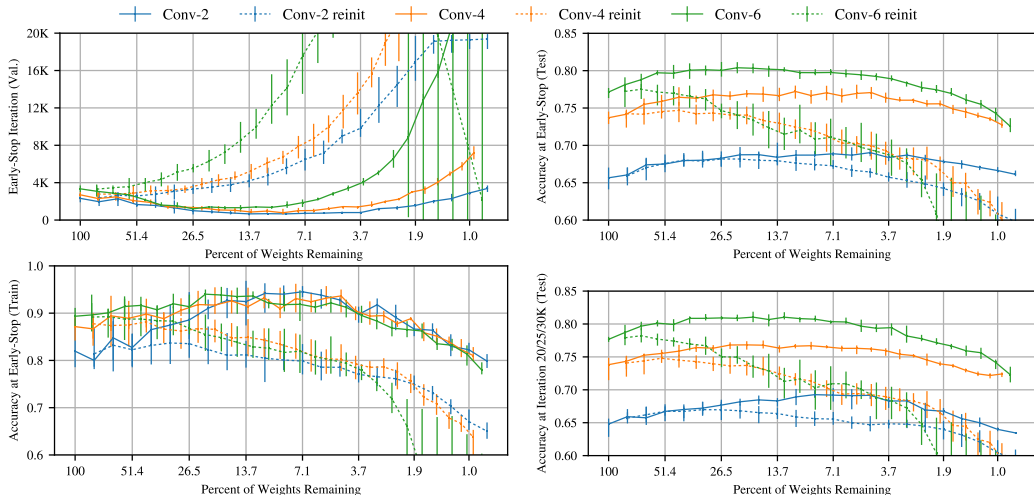 Conv-2 Conv-2 reinit Conv-4 Conv-4 reinit Conv-6 Conv-6 reinit
Early-Stop Iteration (Val.)
20K
16K
12K
8K
4K
0
100 51.4 26.5 13.7 7.1 3.7 1.9 1.0
Percent of Weights Remaining
Accuracy at Early-Stop (Test)
0.85
0.80
0.75
0.70
0.65
0.60
100 51.4 26.5 13.7 7.1 3.7 1.9 1.0
Percent of Weights Remaining
Accuracy at Early-Stop (Train)
1.0
0.9
0.8
0.7
0.6
100 51.4 26.5 13.7 7.1 3.7 1.9 1.0
Percent of Weights Remaining
Accuracy at Iteration 20/25/30K (Test)
0.85
0.80
0.75
0.70
0.65
0.60
100 51.4 26.5 13.7 7.1 3.7 1.9 1.0
Percent of Weights Remaining